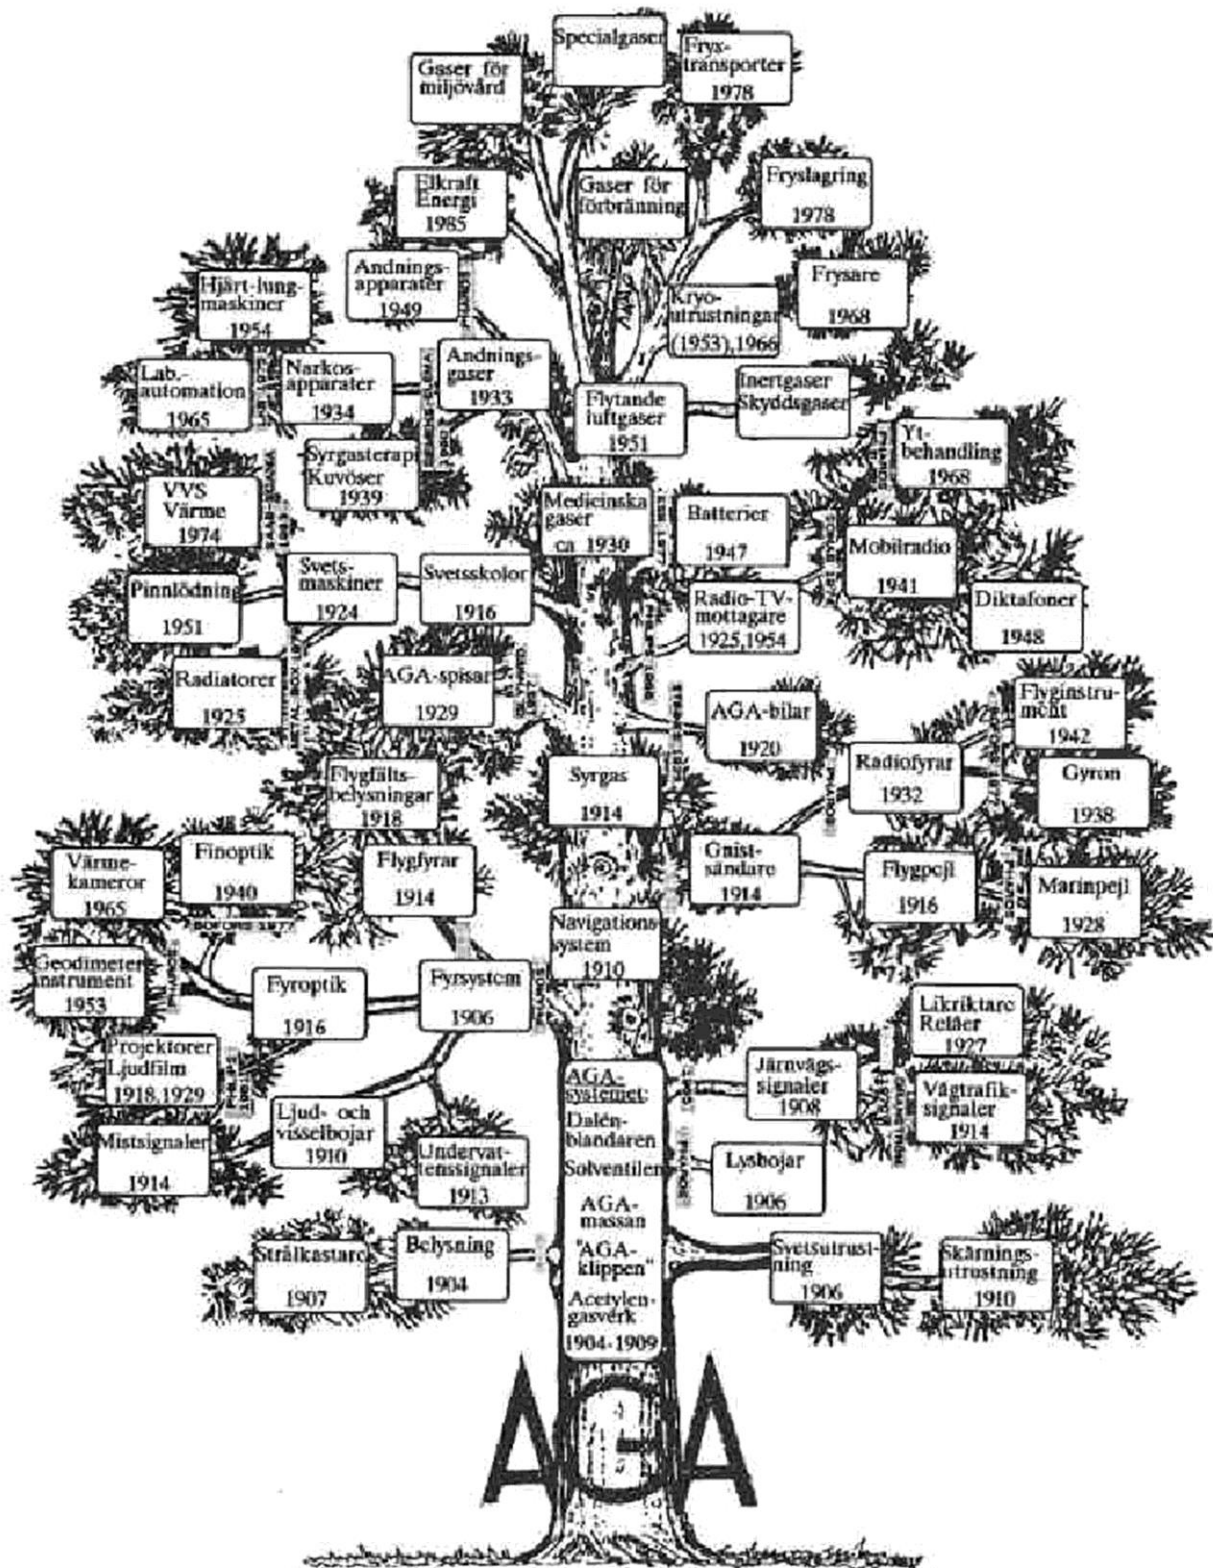 Specialgaser
Gaser för
miljövård
Frys-
transporter
1978
Elkraft
Energi
1985
Gaser för
förbränning
Fryslagring
1978
Andnings-
apparater
1949
Hjärt-lung-
maskiner
1954
Kryo-
utrustningar
(1953),1966
Frysare
1968
Lab.-
automation
1965
Narkos-
apparater
1934
Andnings-
gaser
1933
Flytande
luftgaser
1951
Inertgaser
Skyddsgaser
Syrgasterapi
Kuvöser
1939
Yt-
behandling
1968
VVS
Värme
1974
Medicinska
gaser
ca 1930
Batterier
1947
Mobilradio
1941
Pinnlödning
1951
Svets-
maskiner
1924
Svetsskolor
1916
Radio-TV-
mottagare
1925,1954
Diktafoner
1948
Radiatorer
1925
AGA-spisar
1929
AGA-bilar
1920
Flyginstru-
ment
1942
Flygfälts-
belysningar
1918
Syrgas
1914
Radiofyrar
1932
Gyron
1938
Värme-
kameror
1965
Finoptik
1940
Flygfyrar
1914
Gnist-
sändare
1914
Flygpejl
1916
Marinpejl
1928
BOFORS 1977
Navigations
system
1910
Geodimeter
instrument
1953
Fyroptik
1916
Fyrsystem
1906
PHAROS
Likriktare
Reläer
1927
Projektorer
Ljudfilm
1918,1929
AGA-
systemet:
Dalén-
blandaren
Solventilen
AGA-
massan
"AGA-
klippen"
Acetylen-
gasverk
1904-1909
Järnvägs-
signaler
1908
Vägtrafik-
signaler
1914
Mistsignaler
1914
Ljud- och
visselbojar
1910
Undervat-
tenssignaler
1913
Lysbojar
1906
Strålkastare
1907
Belysning
1904
Svetsutrust-
ning
1906
Skärnings-
utrustning
1910
AGA